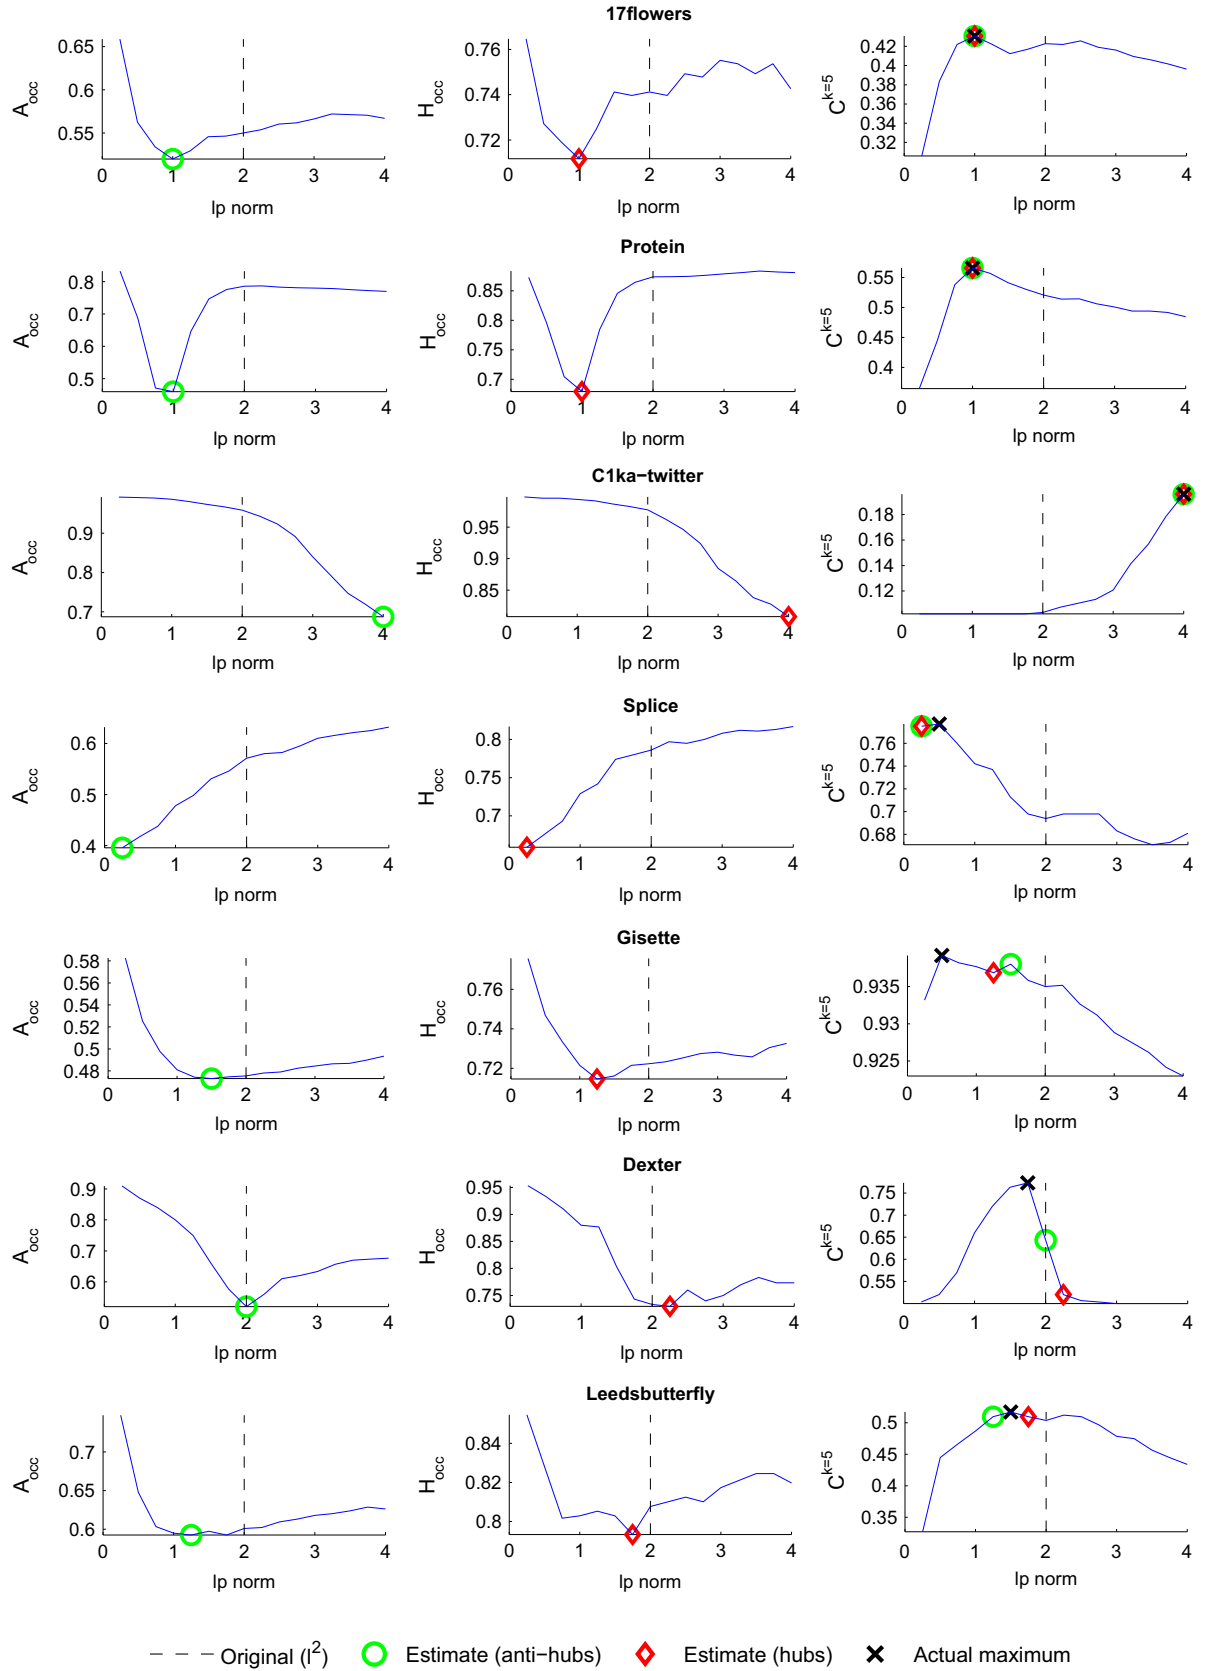 17flowers
A_occ
0.65
0.6
0.55
0 1 2 3 4
lp norm
H_occ
0.76
0.74
0.72
0 1 2 3 4
lp norm
C^k=5
0.42
0.4
0.38
0.36
0.34
0.32
0 1 2 3 4
lp norm
Protein
A_occ
0.8
0.7
0.6
0.5
0 1 2 3 4
lp norm
H_occ
0.85
0.8
0.75
0.7
0 1 2 3 4
lp norm
C^k=5
0.55
0.5
0.45
0.4
0 1 2 3 4
lp norm
C1ka−twitter
A_occ
0.9
0.8
0.7
0 1 2 3 4
lp norm
H_occ
0.95
0.9
0.85
0 1 2 3 4
lp norm
C^k=5
0.18
0.16
0.14
0.12
0 1 2 3 4
lp norm
Splice
A_occ
0.6
0.5
0.4
0 1 2 3 4
lp norm
H_occ
0.8
0.75
0.7
0 1 2 3 4
lp norm
C^k=5
0.76
0.74
0.72
0.7
0.68
0 1 2 3 4
lp norm
Gisette
A_occ
0.58
0.56
0.54
0.52
0.5
0.48
0 1 2 3 4
lp norm
H_occ
0.76
0.74
0.72
0 1 2 3 4
lp norm
C^k=5
0.935
0.93
0.925
0 1 2 3 4
lp norm
Dexter
A_occ
0.9
0.8
0.7
0.6
0 1 2 3 4
lp norm
H_occ
0.95
0.9
0.85
0.8
0.75
0 1 2 3 4
lp norm
C^k=5
0.75
0.7
0.65
0.6
0.55
0 1 2 3 4
lp norm
Leedsbutterfly
A_occ
0.7
0.65
0.6
0 1 2 3 4
lp norm
H_occ
0.84
0.82
0.8
0 1 2 3 4
lp norm
C^k=5
0.5
0.45
0.4
0.35
0 1 2 3 4
lp norm
Original (l^2) Estimate (anti−hubs) Estimate (hubs) Actual maximum